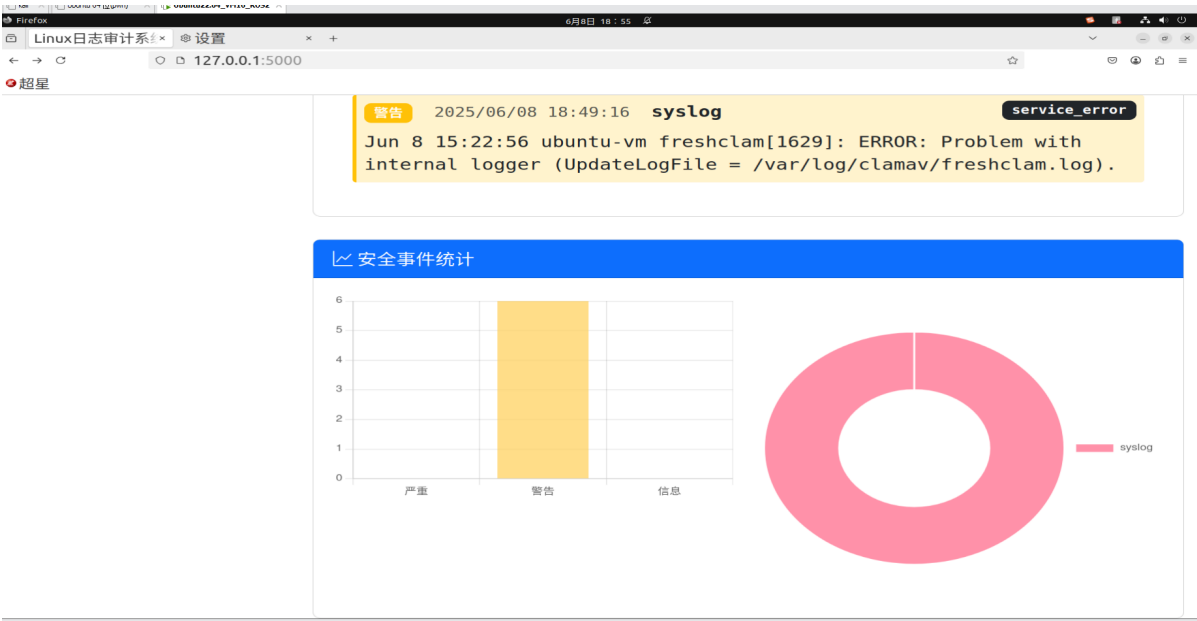 Firefox
6月8日 18：55
Linux日志审计系
设置
127.0.0.1:5000
超星
警告 2025/06/08 18:49:16 syslog service_error
Jun 8 15:22:56 ubuntu-vm freshclam[1629]: ERROR: Problem with
internal logger (UpdateLogFile = /var/log/clamav/freshclam.log).
安全事件统计
6
5
4
3
2
1
0
严重 警告 信息
syslog